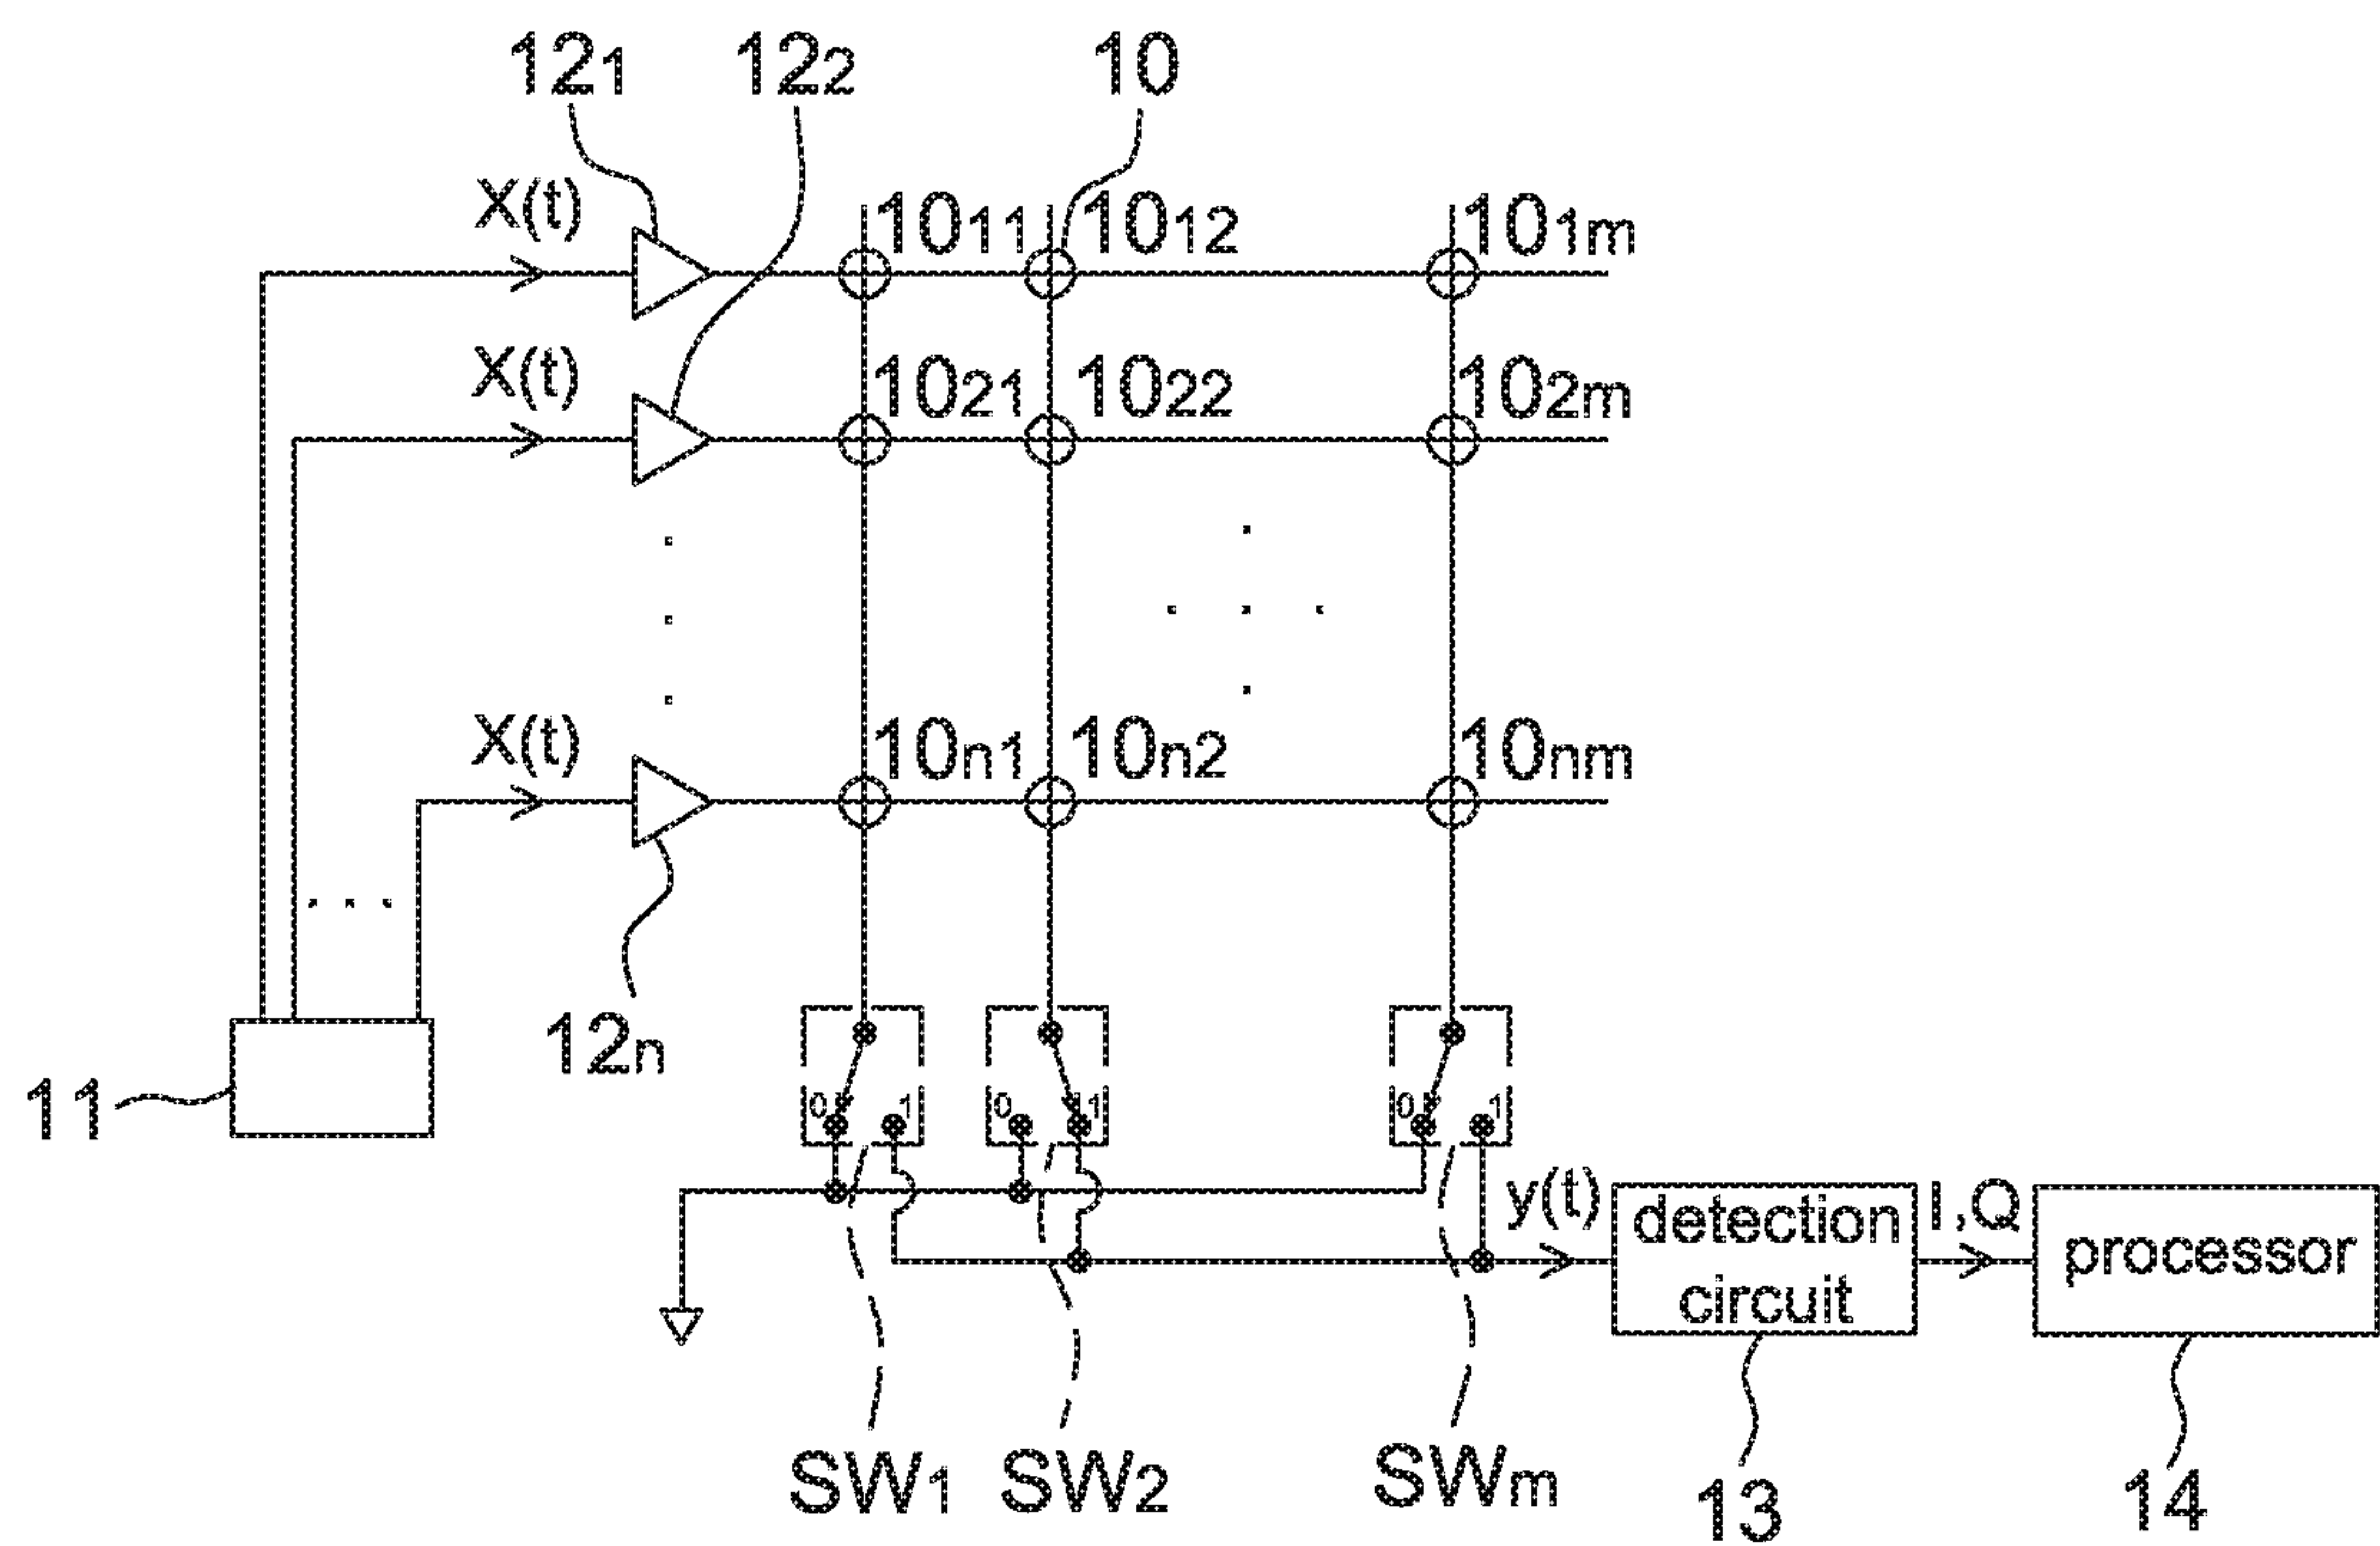 12₁ 12₂ 10
X(t) 10₁₁ 10₁₂ 10₁ₘ
X(t) 10₂₁ 10₂₂ 10₂ₘ
X(t) 10ₙ₁ 10ₙ₂ 10ₙₘ
12ₙ
11
0 1 0 1 0 1
y(t) I,Q
detection
circuit
processor
SW₁ SW₂ SWₘ
13 14